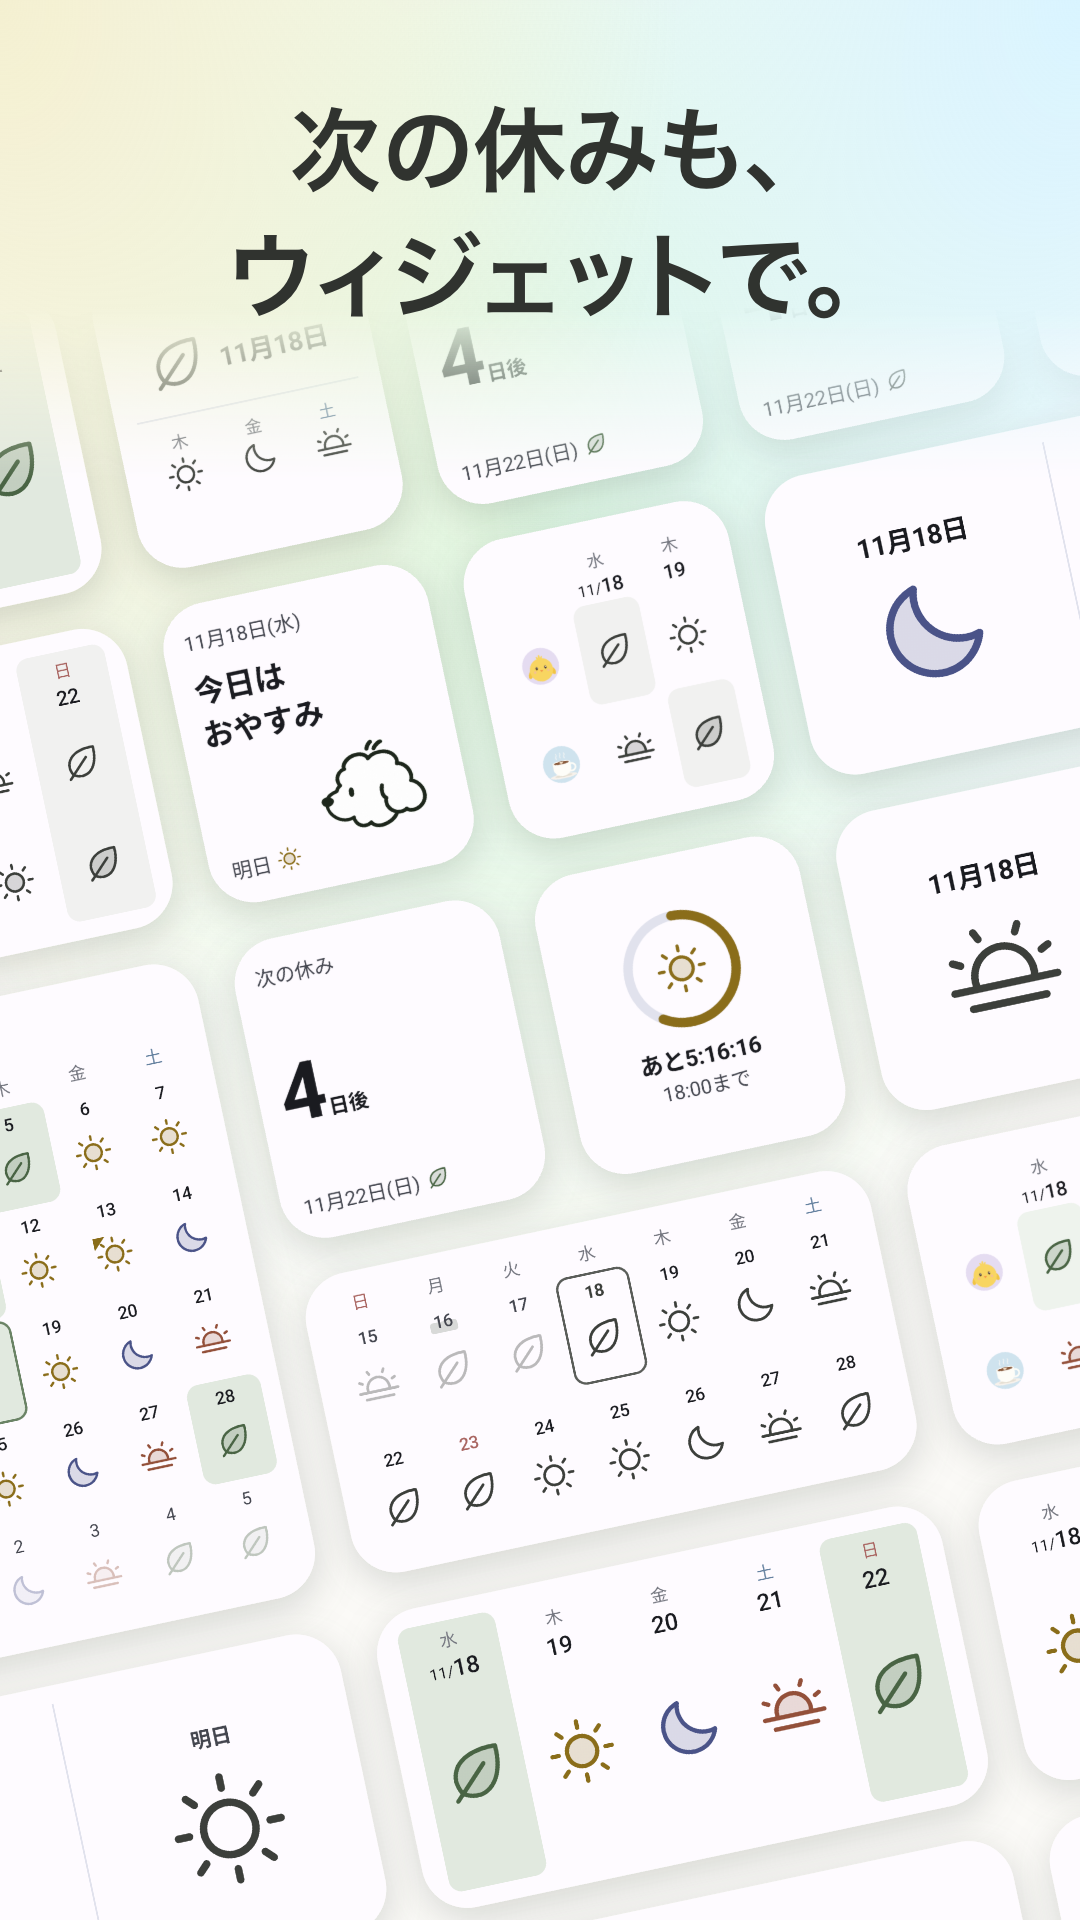 次の休みも、
ウィジェットで。
11月18日
木 金 土
4日後
11月22日(日)
11月22日(日)
日
22
11月18日(水)
今日は
おやすみ
明日
水 木
11/18 19
11月18日
木 金 土
5 6 7
12 13 14
19 20 21
26 27 28
2 3 4 5
次の休み
4日後
11月22日(日)
あと5:16:16
18:00まで
11月18日
日 月 火 水 木 金 土
15 16 17 18 19 20 21
22 23 24 25 26 27 28
水
11/18
明日
水 木 金 土 日
11/18 19 20 21 22
水
11/18